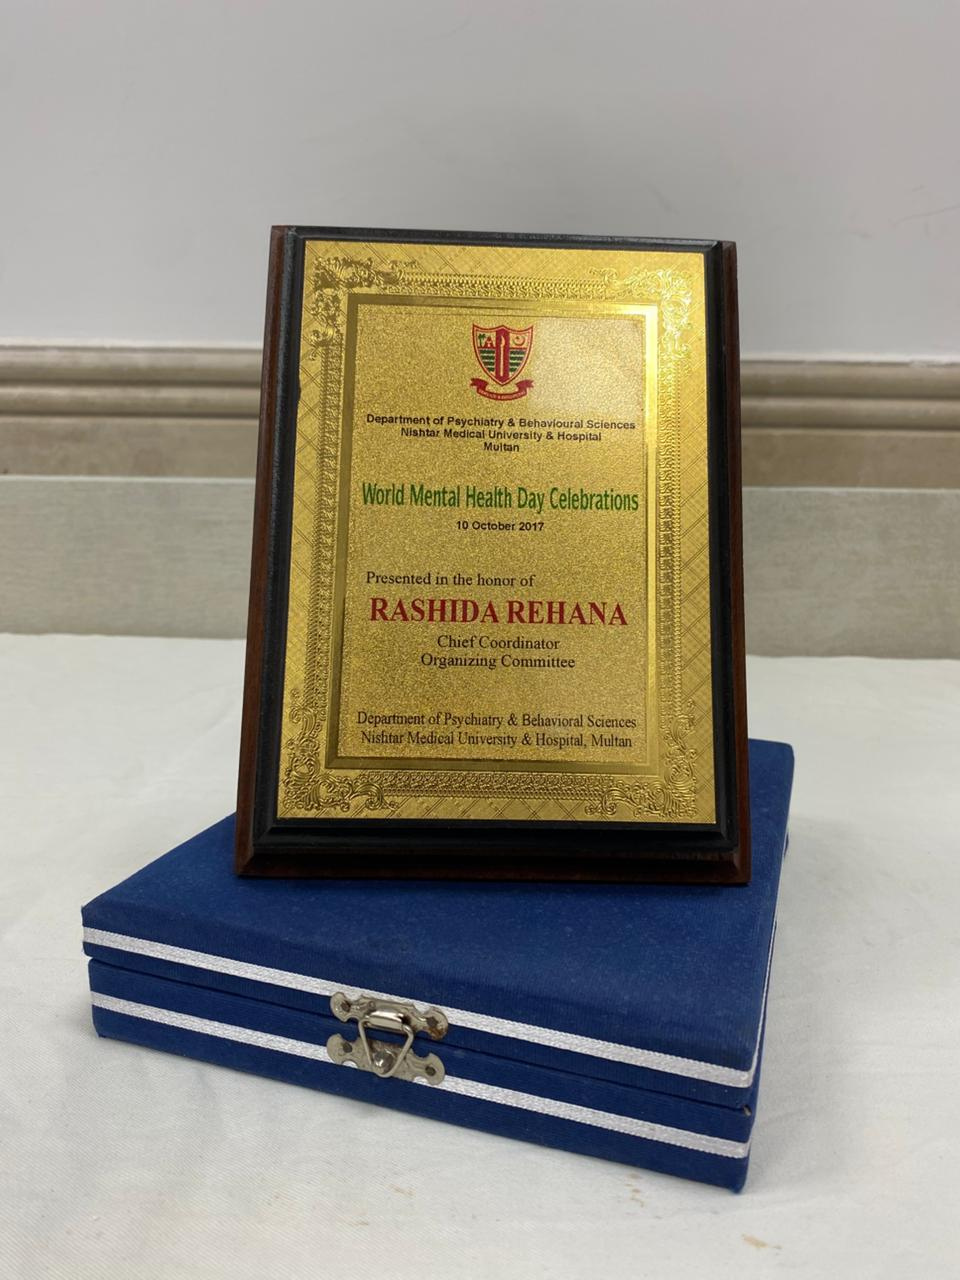 Department of Psychiatry & Behavioural Sciences
Nishtar Medical University & Hospital
Multan
World Mental Health Day Celebrations
10 October 2017
Presented in the honor of
RASHIDA REHANA
Chief Coordinator
Organizing Committee
Department of Psychiatry & Behavioral Sciences
Nishtar Medical University & Hospital, Multan